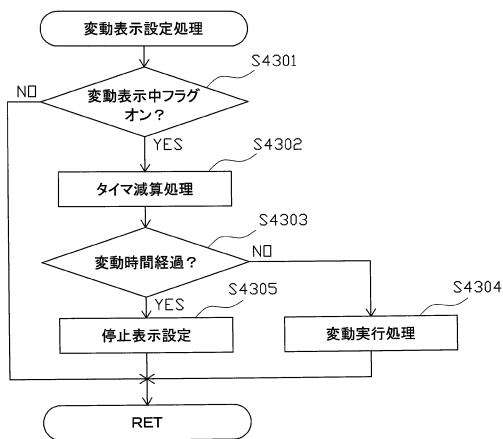 変動表示設定処理
S4301
NO
変動表示中フラグ
オン?
YES
S4302
タイマ減算処理
S4303
変動時間経過?
NO
YES
S4305
S4304
停止表示設定
変動実行処理
RET